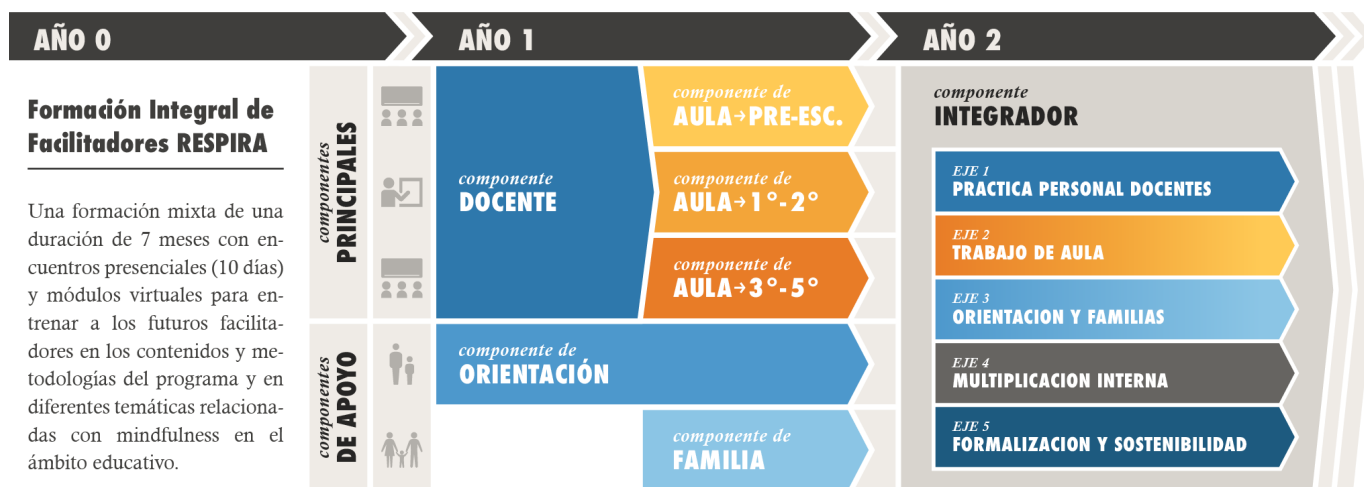 AÑO 0
AÑO 1
AÑO 2
Formación Integral de
Facilitadores RESPIRA
Una formación mixta de una
duración de 7 meses con en-
cuentros presenciales (10 días)
y módulos virtuales para en-
trenar a los futuros facilita-
dores en los contenidos y me-
todologías del programa y en
diferentes temáticas relaciona-
das con mindfulness en el
ámbito educativo.
componentes
PRINCIPALES
componente
DOCENTE
componente de
AULA→PRE-ESC.
componente de
AULA→1°-2°
componente de
AULA→3°-5°
componentes
DE APOYO
componente de
ORIENTACIÓN
componente de
FAMILIA
componente
INTEGRADOR
EJE 1
PRACTICA PERSONAL DOCENTES
EJE 2
TRABAJO DE AULA
EJE 3
ORIENTACION Y FAMILIAS
EJE 4
MULTIPLICACION INTERNA
EJE 5
FORMALIZACION Y SOSTENIBILIDAD